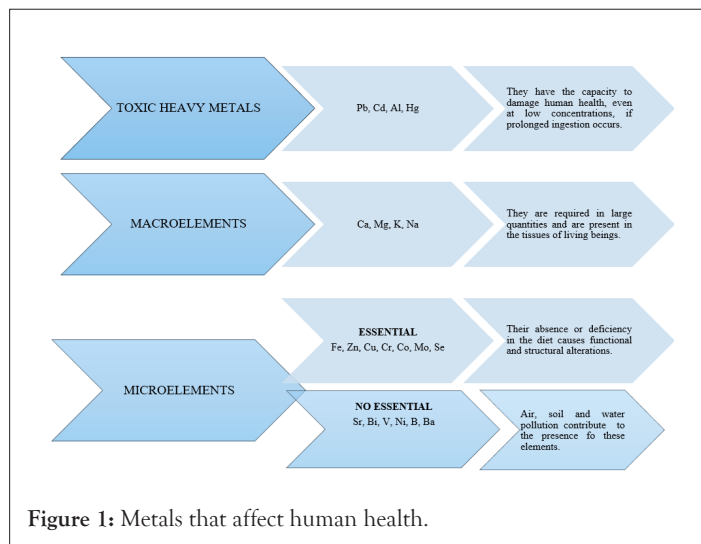 TOXIC HEAVY METALS
Pb, Cd, Al, Hg
They have the capacity to
damage human health, even
at low concentrations, if
prolonged ingestion occurs.
MACROELEMENTS
Ca, Mg, K, Na
They are required in large
quantities and are present in
the tissues of living beings.
MICROELEMENTS
ESSENTIAL
Fe, Zn, Cu, Cr, Co, Mo, Se
Their absence or deficiency
in the diet causes functional
and structural alterations.
NO ESSENTIAL
Sr, Bi, V, Ni, B, Ba
Air, soil and water
pollution contribute to
the presence fo these
elements.
Figure 1: Metals that affect human health.